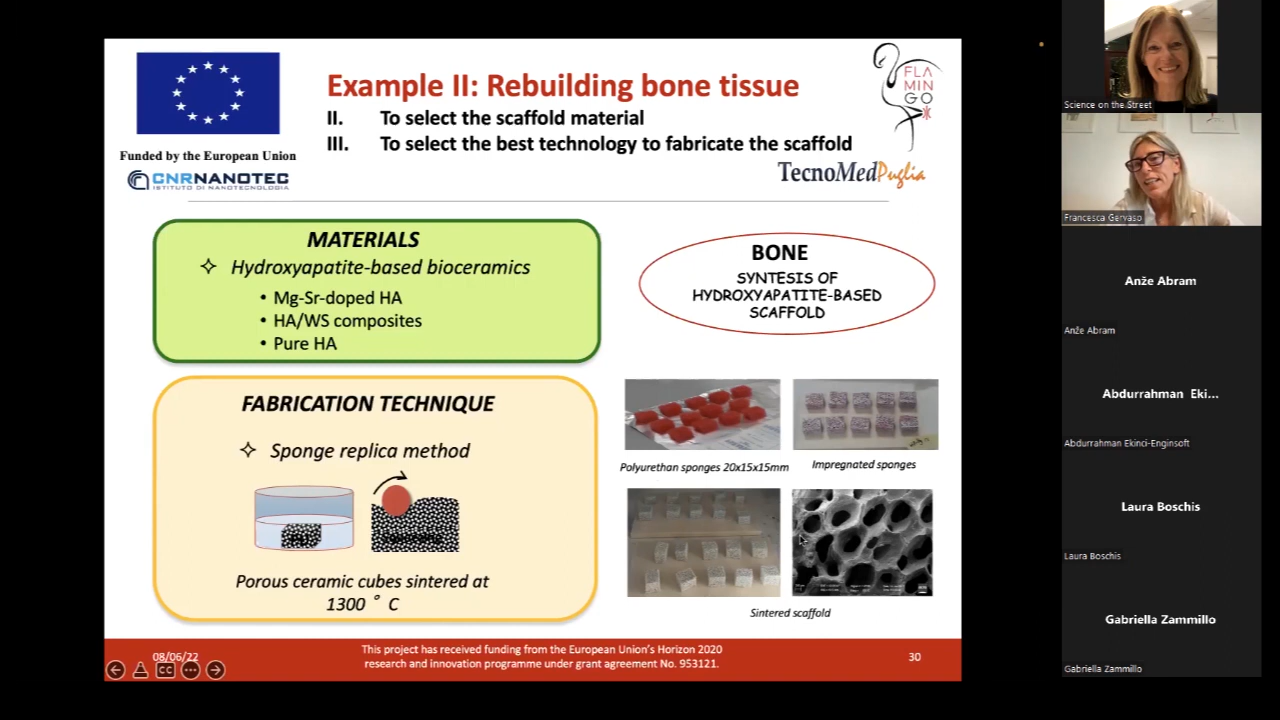 Example II: Rebuilding bone tissue
II. To select the scaffold material
III. To select the best technology to fabricate the scaffold
Funded by the European Union
CNRNANOTEC
ISTITUTO DI NANOTECNOLOGIA
FLA
MIN
GO
TecnoMedPuglia
MATERIALS
✧ Hydroxyapatite-based bioceramics
• Mg-Sr-doped HA
• HA/WS composites
• Pure HA
BONE
SYNTESIS OF
HYDROXYAPATITE-BASED
SCAFFOLD
FABRICATION TECHNIQUE
✧ Sponge replica method
Porous ceramic cubes sintered at
1300 ° C
Polyurethan sponges 20x15x15mm
Impregnated sponges
Sintered scaffold
08/06/22
This project has received funding from the European Union's Horizon 2020
research and innovation programme under grant agreement No. 953121.
30
CC
Science on the Street
Francesca Gervaso
Anže Abram
Anže Abram
Abdurrahman Eki...
Abdurrahman Ekinci-Enginsoft
Laura Boschis
Laura Boschis
Gabriella Zammillo
Gabriella Zammillo